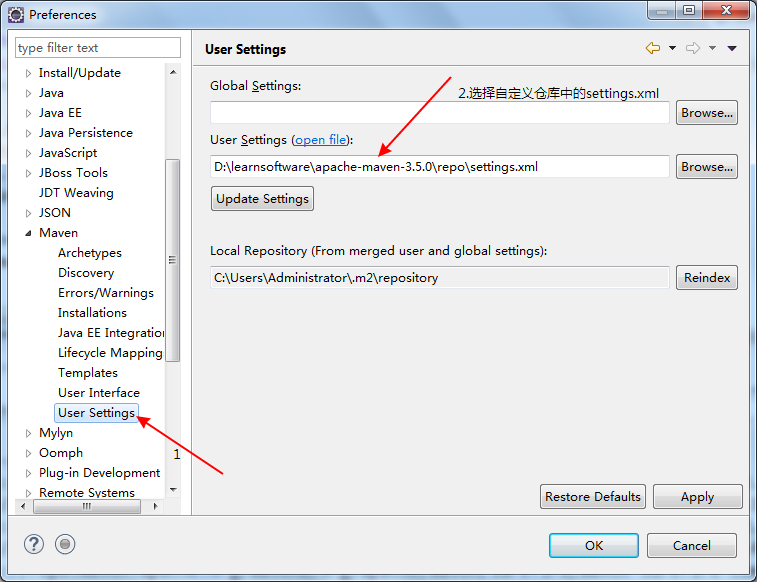 Preferences
type filter text
Install/Update
Java
Java EE
Java Persistence
JavaScript
JBoss Tools
JDT Weaving
JSON
Maven
Archetypes
Discovery
Errors/Warnings
Installations
Java EE Integration
Lifecycle Mapping
Templates
User Interface
User Settings
Mylyn
Oomph
1
Plug-in Development
Remote Systems
User Settings
Global Settings:
2.选择自定义仓库中的settings.xml
Browse...
User Settings (open file):
D:\learnsoftware\apache-maven-3.5.0\repo\settings.xml
Browse...
Update Settings
Local Repository (From merged user and global settings):
C:\Users\Administrator\.m2\repository
Reindex
Restore Defaults
Apply
OK
Cancel